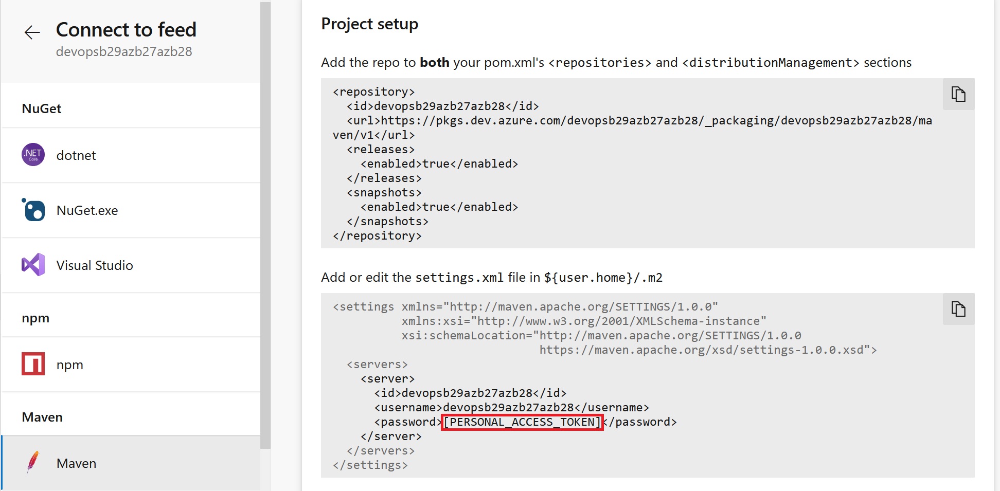 Connect to feed
devopsb29azb27azb28
NuGet
.NET
Core
dotnet
NuGet.exe
Visual Studio
npm
npm
Maven
Maven
Project setup
Add the repo to both your pom.xml's <repositories> and <distributionManagement> sections
<repository>
  <id>devopsb29azb27azb28</id>
  <url>https://pkgs.dev.azure.com/devopsb29azb27azb28/_packaging/devopsb29azb27azb28/ma
ven/v1</url>
  <releases>
    <enabled>true</enabled>
  </releases>
  <snapshots>
    <enabled>true</enabled>
  </snapshots>
</repository>
Add or edit the settings.xml file in ${user.home}/.m2
<settings xmlns="http://maven.apache.org/SETTINGS/1.0.0"
          xmlns:xsi="http://www.w3.org/2001/XMLSchema-instance"
          xsi:schemaLocation="http://maven.apache.org/SETTINGS/1.0.0
                              https://maven.apache.org/xsd/settings-1.0.0.xsd">
  <servers>
    <server>
      <id>devopsb29azb27azb28</id>
      <username>devopsb29azb27azb28</username>
      <password>[PERSONAL_ACCESS_TOKEN]</password>
    </server>
  </servers>
</settings>